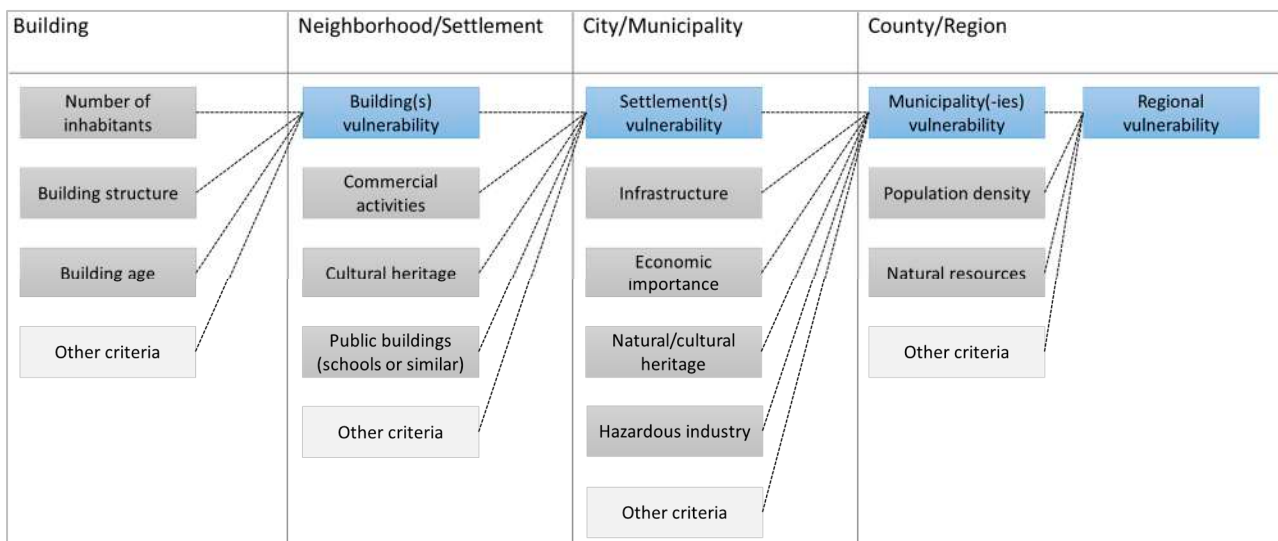 Building
Neighborhood/Settlement
City/Municipality
County/Region
Number of
inhabitants
Building structure
Building age
Other criteria
Building(s)
vulnerability
Commercial
activities
Cultural heritage
Public buildings
(schools or similar)
Other criteria
Settlement(s)
vulnerability
Infrastructure
Economic
importance
Natural/cultural
heritage
Hazardous industry
Other criteria
Municipality(-ies)
vulnerability
Population density
Natural resources
Other criteria
Regional
vulnerability